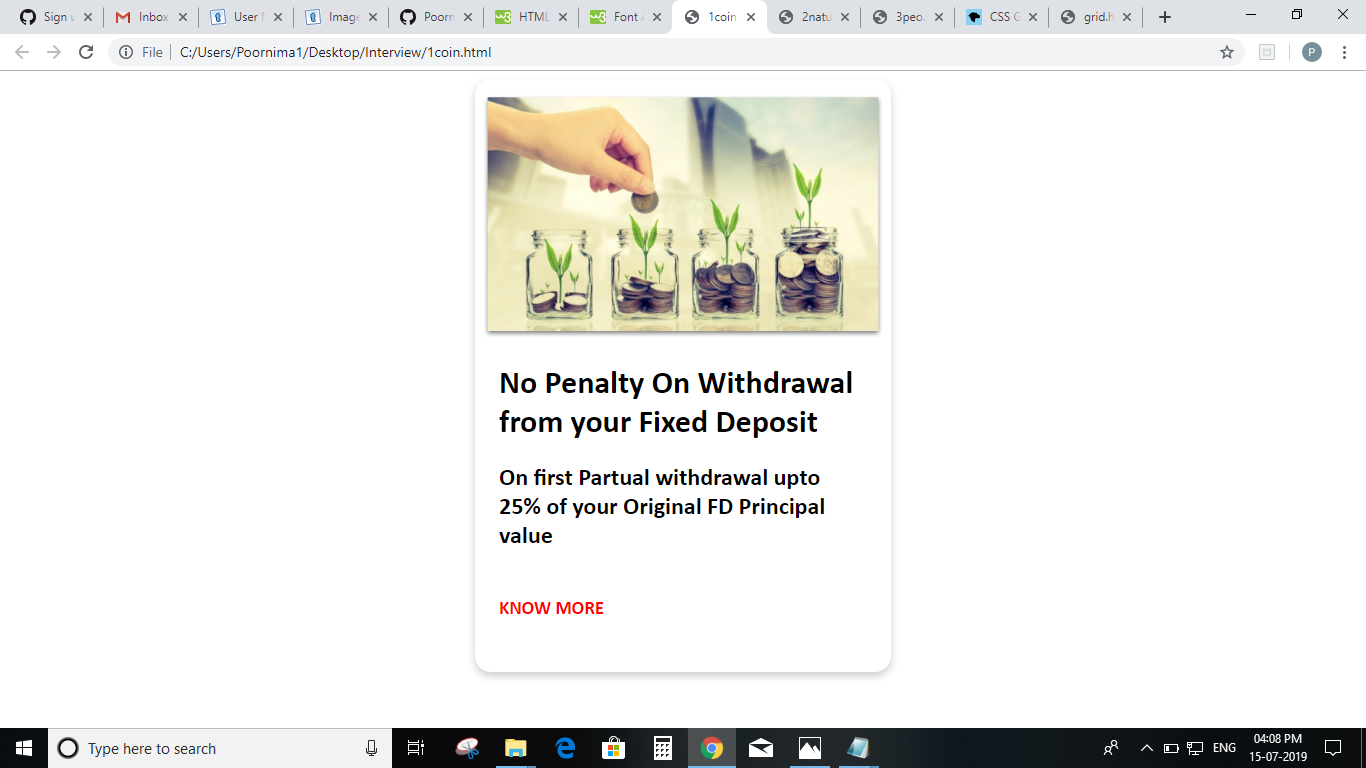 Sign u
Inbox
User M
Image
Poorn
HTML
Font A
1coin.
2natu
3peo.
CSS G
grid.h
File
C:/Users/Poornima1/Desktop/Interview/1coin.html
P
No Penalty On Withdrawal
from your Fixed Deposit
On first Partual withdrawal upto
25% of your Original FD Principal
value
KNOW MORE
Type here to search
ENG
04:08 PM
15-07-2019